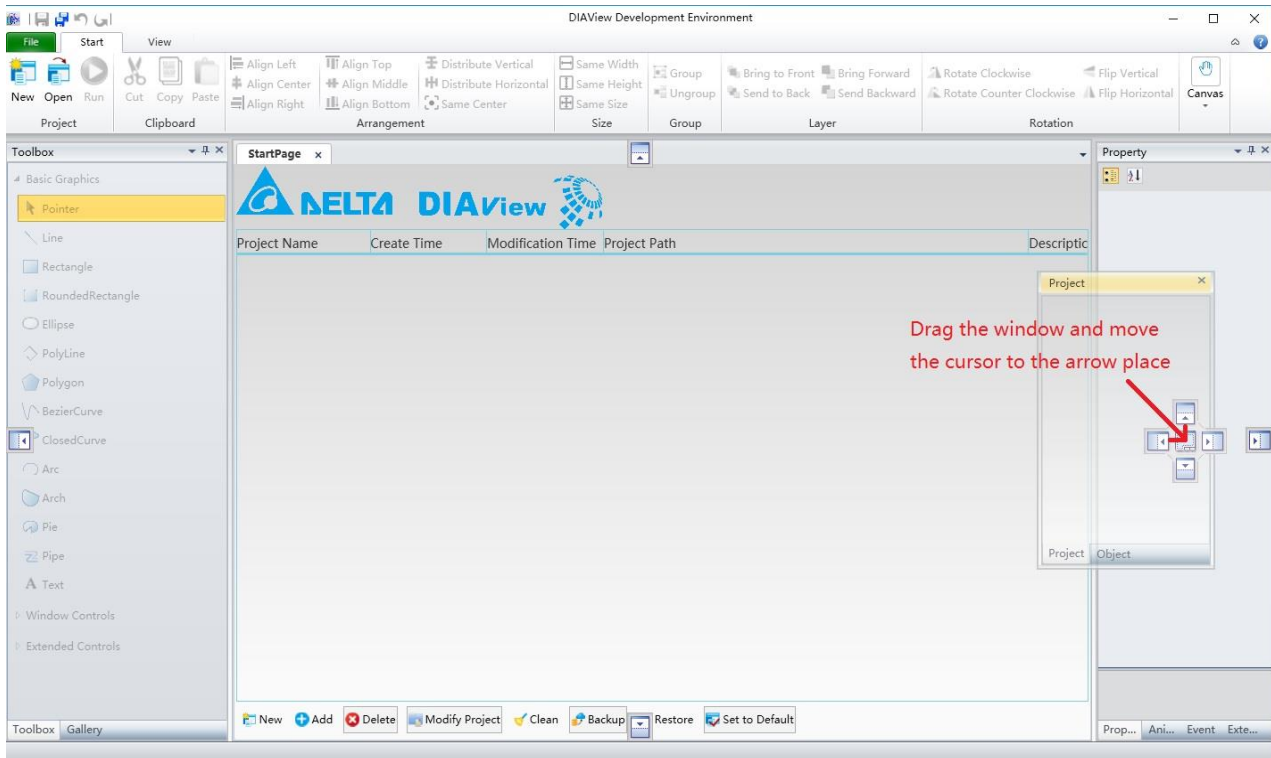 DIAView Development Environment
File Start View
Align Left Align Top Distribute Vertical Same Width
Group Bring to Front Bring Forward Rotate Clockwise Flip Vertical
Align Center Align Middle Distribute Horizontal Same Height
New Open Run Cut Copy Paste Ungroup Send to Back Send Backward Rotate Counter Clockwise Flip Horizontal Canvas
Align Right Align Bottom Same Center Same Size
Project Clipboard Arrangement Size Group Layer Rotation
Toolbox StartPage x Property
Basic Graphics
DELTA DIAView
Pointer
Line
Project Name Create Time Modification Time Project Path Descriptic
Rectangle
Project
RoundedRectangle
Ellipse
Drag the window and move
the cursor to the arrow place
PolyLine
Polygon
BezierCurve
ClosedCurve
Arc
Arch
Pie
Pipe
Project Object
A Text
Window Controls
Extended Controls
New Add Delete Modify Project Clean Backup Restore Set to Default
Toolbox Gallery Prop... Ani... Event Exte...